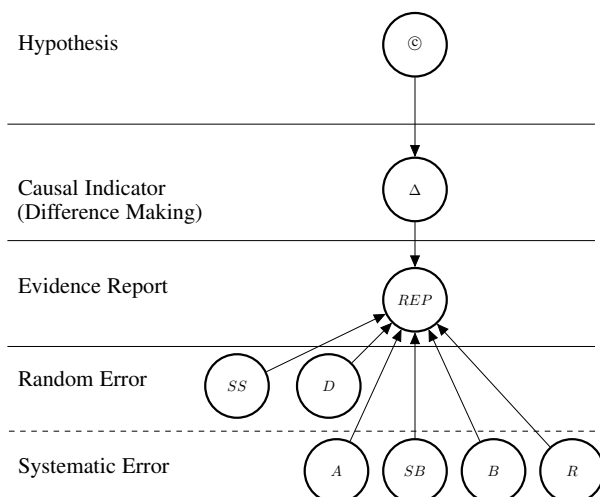 Hypothesis
©
Causal Indicator
(Difference Making)
Δ
Evidence Report
REP
Random Error
SS
D
Systematic Error
A
SB
B
R